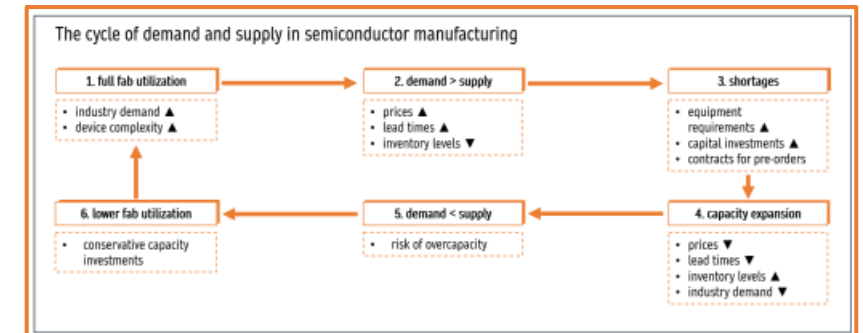 The cycle of demand and supply in semiconductor manufacturing
1. full fab utilization
• industry demand ▲
• device complexity ▲
2. demand > supply
• prices ▲
• lead times ▲
• inventory levels ▼
3. shortages
• equipment
requirements ▲
• capital investments ▲
• contracts for pre-orders
4. capacity expansion
• prices ▼
• lead times ▼
• inventory levels ▲
• industry demand ▼
5. demand < supply
• risk of overcapacity
6. lower fab utilization
• conservative capacity
investments